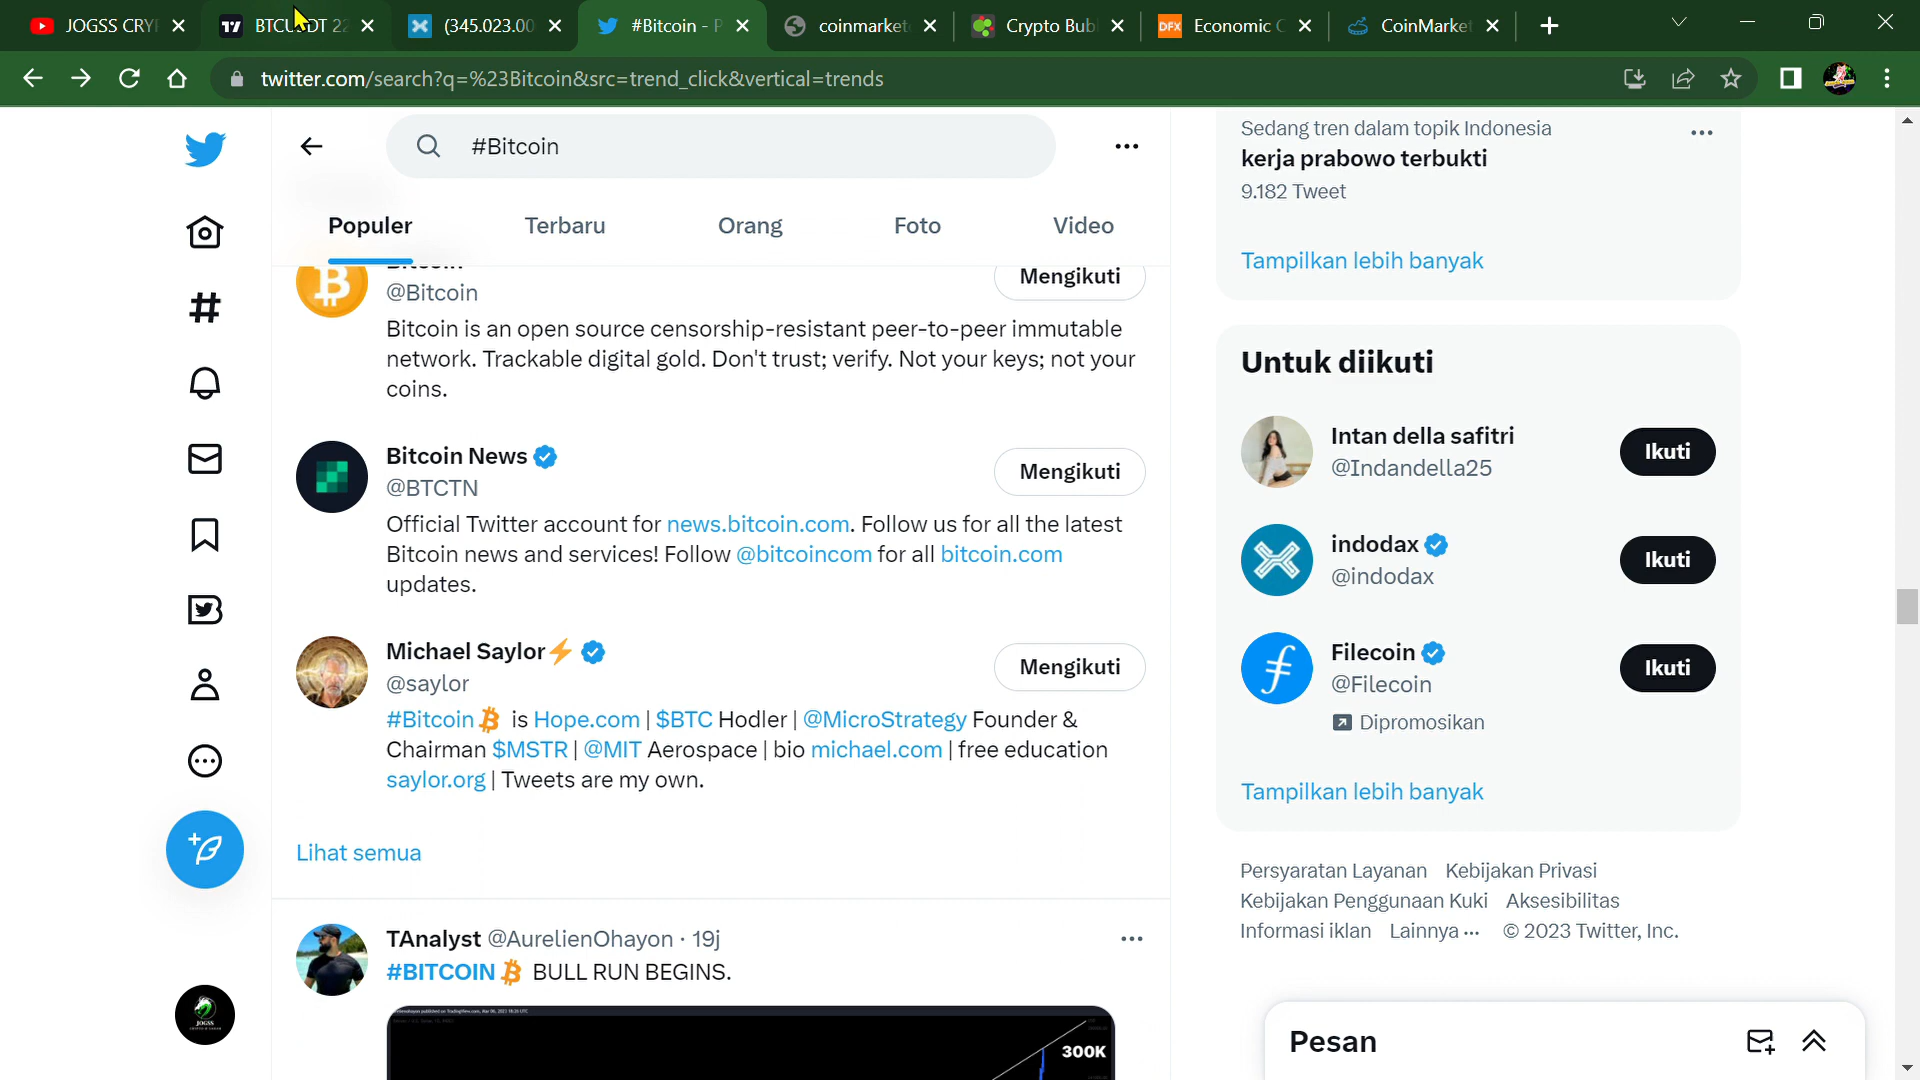 JOGSS CRY
BTCUSDT 22
(345.023.00
#Bitcoin - P
coinmarket
Crypto Bub
DFX
Economic C
CoinMarket
twitter.com/search?q=%23Bitcoin&src=trend_click&vertical=trends
#Bitcoin
Populer
Terbaru
Orang
Foto
Video
@Bitcoin
Mengikuti
Bitcoin is an open source censorship-resistant peer-to-peer immutable
network. Trackable digital gold. Don't trust; verify. Not your keys; not your
coins.
Bitcoin News
@BTCTN
Mengikuti
Official Twitter account for news.bitcoin.com. Follow us for all the latest
Bitcoin news and services! Follow @bitcoincom for all bitcoin.com
updates.
Michael Saylor⚡
@saylor
Mengikuti
#Bitcoin is Hope.com | $BTC Hodler | @MicroStrategy Founder &
Chairman $MSTR | @MIT Aerospace | bio michael.com | free education
saylor.org | Tweets are my own.
Lihat semua
TAnalyst @AurelienOhayon · 19j
#BITCOIN BULL RUN BEGINS.
300K
Sedang tren dalam topik Indonesia
kerja prabowo terbukti
9.182 Tweet
Tampilkan lebih banyak
Untuk diikuti
Intan della safitri
@Indandella25
Ikuti
indodax
@indodax
Ikuti
Filecoin
@Filecoin
Ikuti
Dipromosikan
Tampilkan lebih banyak
Persyaratan Layanan Kebijakan Privasi
Kebijakan Penggunaan Kuki Aksesibilitas
Informasi iklan Lainnya ··· © 2023 Twitter, Inc.
Pesan
JOGSS